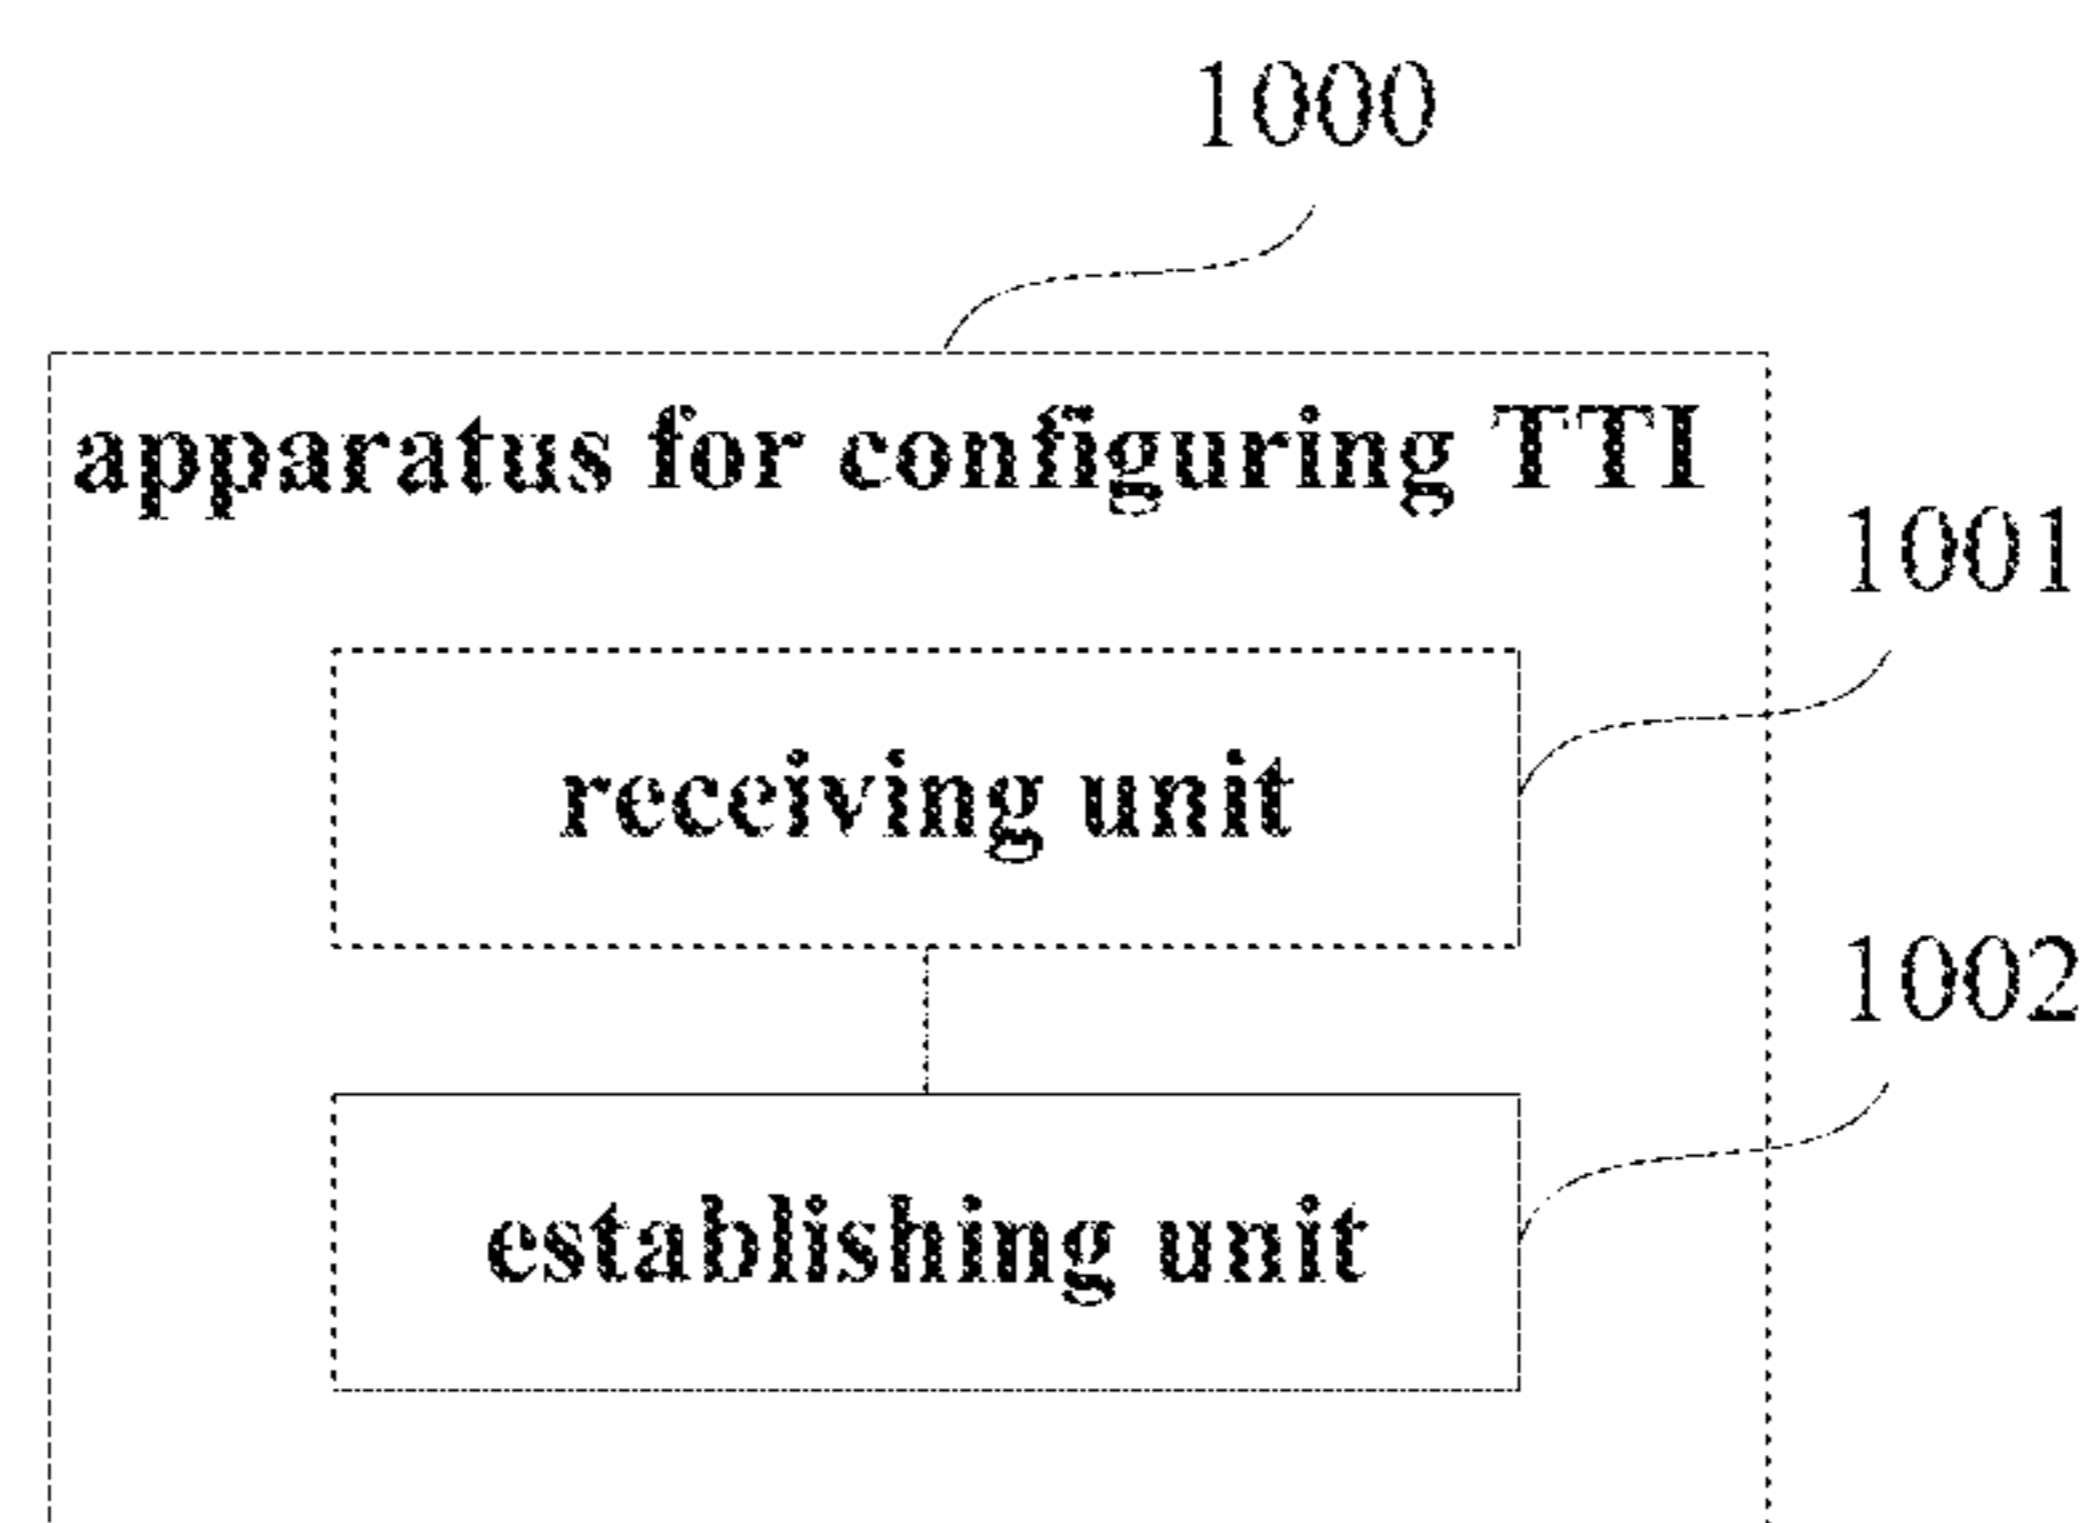 1000
apparatus for configuring TTI
1001
receiving unit
1002
establishing unit